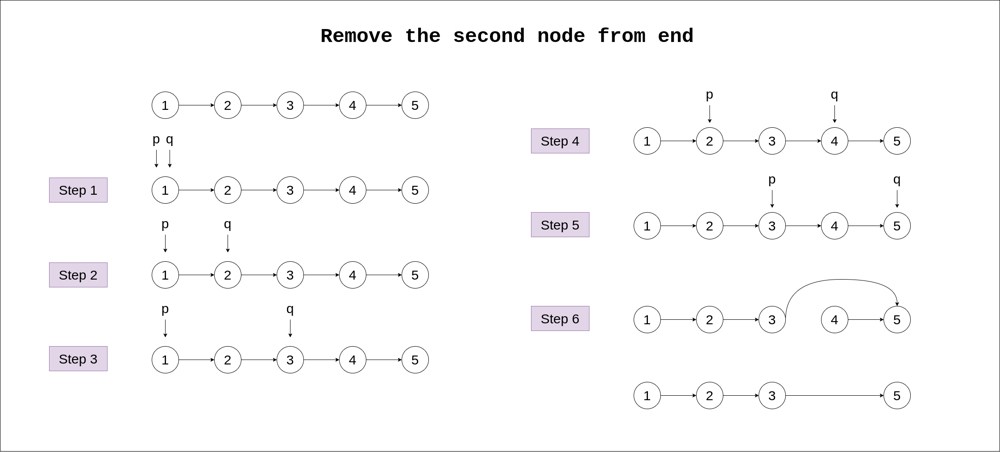 Remove the second node from end
1 2 3 4 5
p q
Step 1 1 2 3 4 5
p q
Step 2 1 2 3 4 5
p q
Step 3 1 2 3 4 5
p q
Step 4 1 2 3 4 5
p q
Step 5 1 2 3 4 5
Step 6 1 2 3 4 5
1 2 3 5